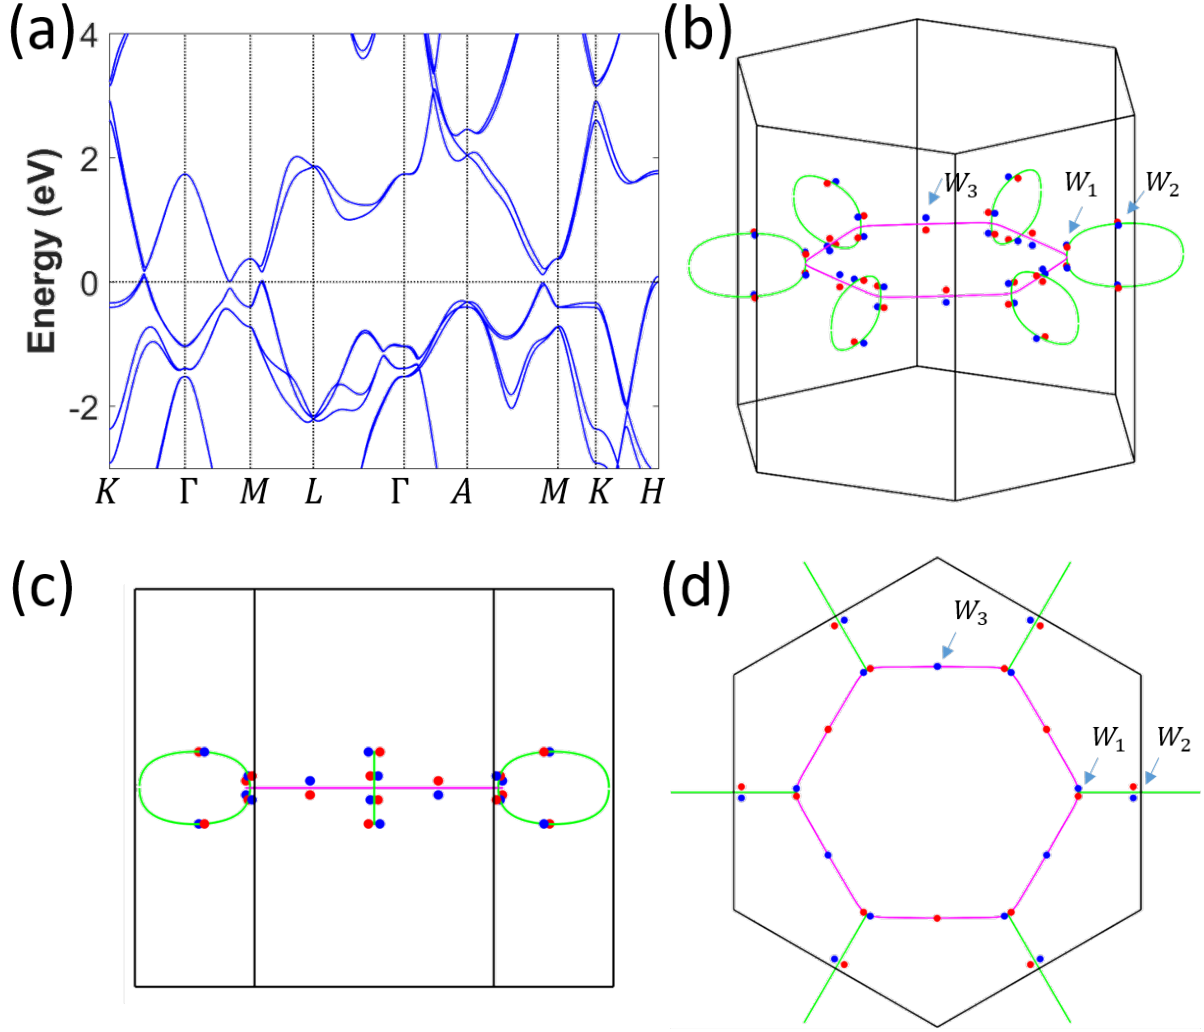 (a)
4
2
0
-2
Energy (eV)
K Γ M L Γ A M K H
(b)
W₃ W₁ W₂
(c)
(d)
W₃
W₁ W₂